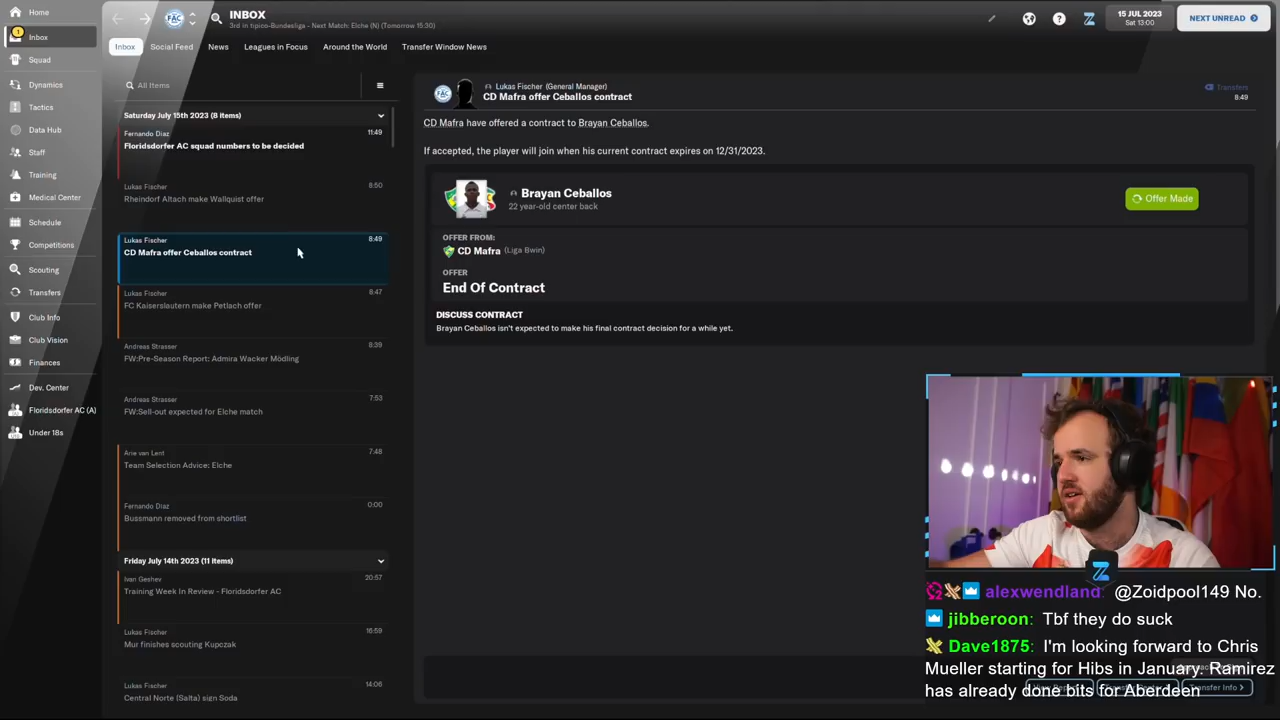 Home
Inbox
1
Squad
Dynamics
Tactics
Data Hub
Staff
Training
Medical Center
Schedule
Competitions
Scouting
Transfers
Club Info
Club Vision
Finances
Dev. Center
Floridsdorfer AC (A)
Under 18s
FAC
INBOX
3rd in tipico-Bundesliga - Next Match: Elche (N) (Tomorrow 15:30)
15 JUL 2023
Sat 13:00
NEXT UNREAD
Inbox
Social Feed
News
Leagues in Focus
Around the World
Transfer Window News
All Items
Saturday July 15th 2023 (8 items)
Fernando Díaz 11:49
Floridsdorfer AC squad numbers to be decided
Lukas Fischer 8:50
Rheindorf Altach make Wallquist offer
Lukas Fischer 8:49
CD Mafra offer Ceballos contract
Lukas Fischer 8:47
FC Kaiserslautern make Petlach offer
Andreas Strasser 8:39
FW:Pre-Season Report: Admira Wacker Mödling
Andreas Strasser 7:53
FW:Sell-out expected for Elche match
Arie van Lent 7:48
Team Selection Advice: Elche
Fernando Díaz 0:00
Bussmann removed from shortlist
Friday July 14th 2023 (11 items)
Ivan Geshev 20:57
Training Week In Review - Floridsdorfer AC
Lukas Fischer 16:59
Mur finishes scouting Kupczak
Lukas Fischer 14:06
Central Norte (Salta) sign Soda
Lukas Fischer (General Manager)
CD Mafra offer Ceballos contract
Transfers
8:49
CD Mafra have offered a contract to Brayan Ceballos.
If accepted, the player will join when his current contract expires on 12/31/2023.
Brayan Ceballos
22 year-old center back
Offer Made
OFFER FROM:
CD Mafra (Liga Bwin)
OFFER
End Of Contract
DISCUSS CONTRACT
Brayan Ceballos isn't expected to make his final contract decision for a while yet.
alexwendland: @Zoidpool149 No.
jibberoon: Tbf they do suck
Dave1875: I'm looking forward to Chris
Mueller starting for Hibs in January. Ramirez
has already done bits for Aberdeen
Transfer Info